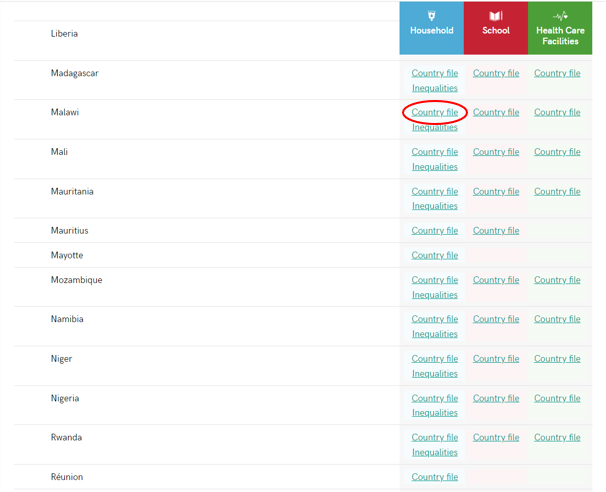 Household School Health Care
Facilities
Liberia
Madagascar Country file Country file Country file
Inequalities
Malawi Country file Country file Country file
Inequalities
Mali Country file Country file Country file
Inequalities
Mauritania Country file Country file Country file
Inequalities
Mauritius Country file Country file
Mayotte Country file
Mozambique Country file Country file Country file
Inequalities
Namibia Country file Country file Country file
Inequalities
Niger Country file Country file Country file
Inequalities
Nigeria Country file Country file Country file
Inequalities
Rwanda Country file Country file Country file
Inequalities
Réunion Country file